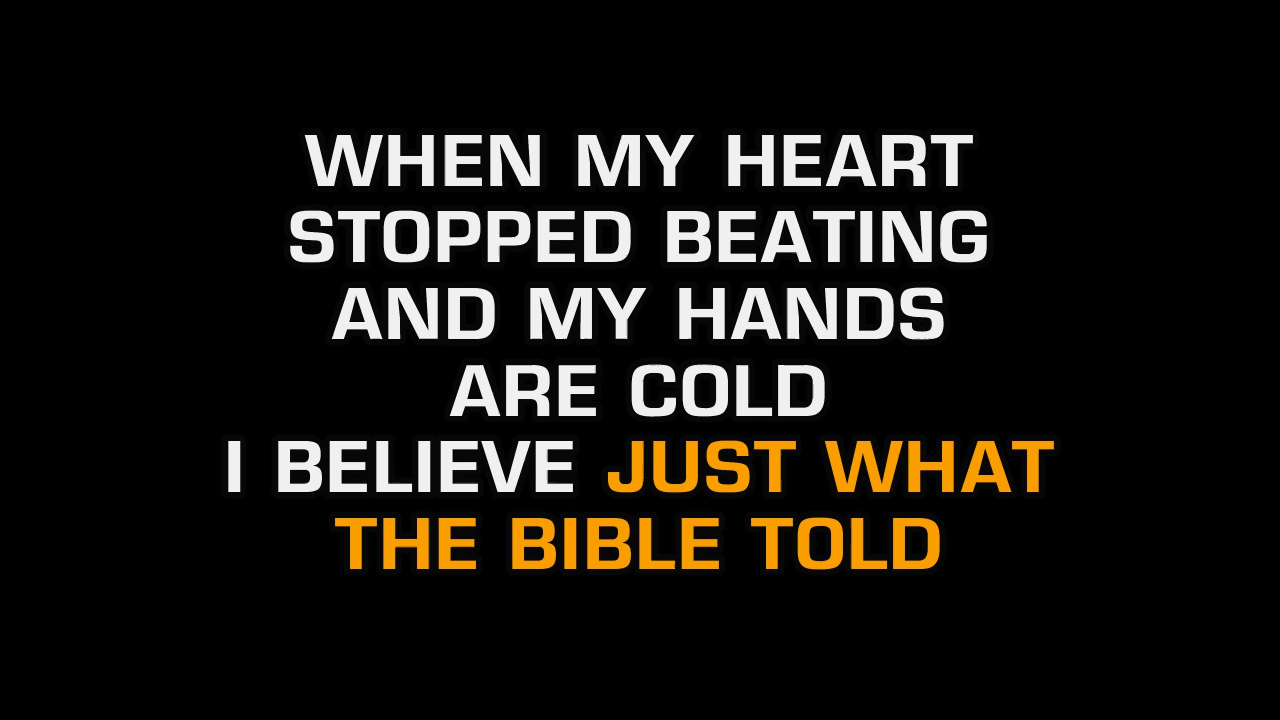 WHEN MY HEART
STOPPED BEATING
AND MY HANDS
ARE COLD
I BELIEVE JUST WHAT
THE BIBLE TOLD